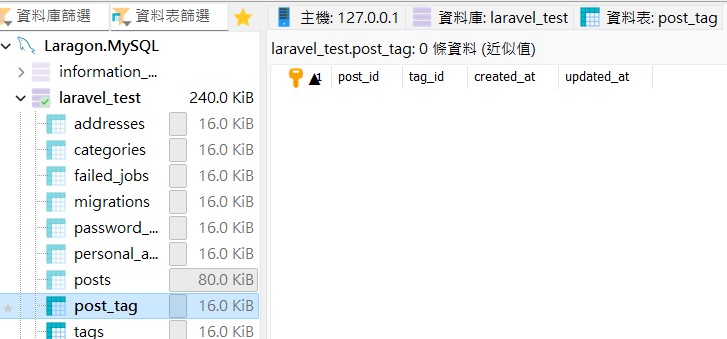 資料庫篩選 資料表篩選
Laragon.MySQL
information_...
laravel_test 240.0 KiB
addresses 16.0 KiB
categories 16.0 KiB
failed_jobs 16.0 KiB
migrations 16.0 KiB
password_... 16.0 KiB
personal_a... 16.0 KiB
posts 80.0 KiB
post_tag 16.0 KiB
tags 16.0 KiB
主機: 127.0.0.1 資料庫: laravel_test 資料表: post_tag
laravel_test.post_tag: 0 條資料 (近似值)
1 post_id tag_id created_at updated_at